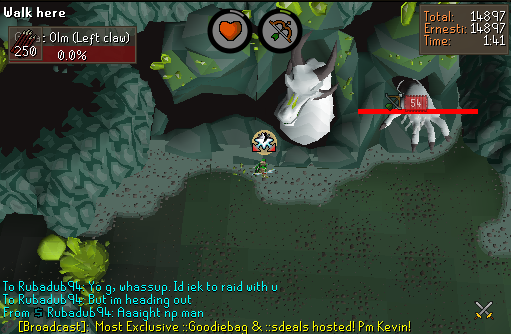 Walk here
: Olm (Left claw)
250
0.0%
Total: 14897
Ernesti: 14897
Time: 1:41
54
To Rubadub94: Yo g, whassup. Id iek to raid with u
To Rubadub94: But im heading out
From Rubadub94: Aaaight np man
[Broadcast]: Most Exclusive ::Goodiebag & ::sdeals hosted! Pm Kevin!